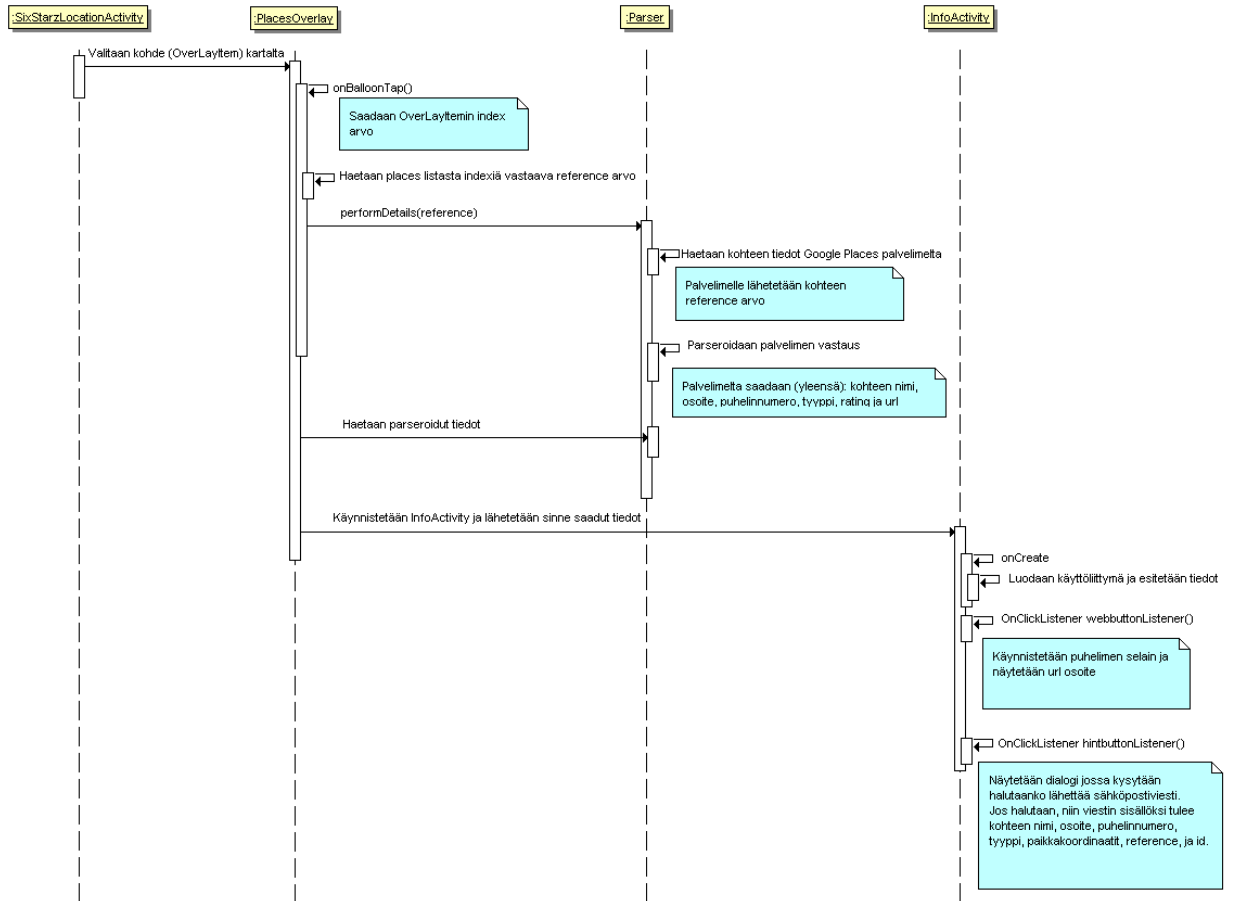 :SixStarzLocationActivity
:PlacesOverlay
:Parser
:InfoActivity
Valitaan kohde (OverLayItem) kartalta
onBalloonTap()
Saadaan OverLayItemin index
arvo
Haetaan places listasta indexiä vastaava reference arvo
performDetails(reference)
Haetaan kohteen tiedot Google Places palvelimelta
Palvelimelle lähetetään kohteen
reference arvo
Parseroidaan palvelimen vastaus
Palvelimelta saadaan (yleensä): kohteen nimi,
osoite, puhelinnumero, tyyppi, rating ja url
Haetaan parseroidut tiedot
Käynnistetään InfoActivity ja lähetetään sinne saadut tiedot
onCreate
Luodaan käyttöliittymä ja esitetään tiedot
OnClickListener webbuttonListener()
Käynnistetään puhelimen selain ja
näytetään url osoite
OnClickListener hintbuttonListener()
Näytetään dialogi jossa kysytään
halutaanko lähettää sähköpostiviesti.
Jos halutaan, niin viestin sisällöksi tulee
kohteen nimi, osoite, puhelinnumero,
tyyppi, paikkakoordinaatit, reference, ja id.